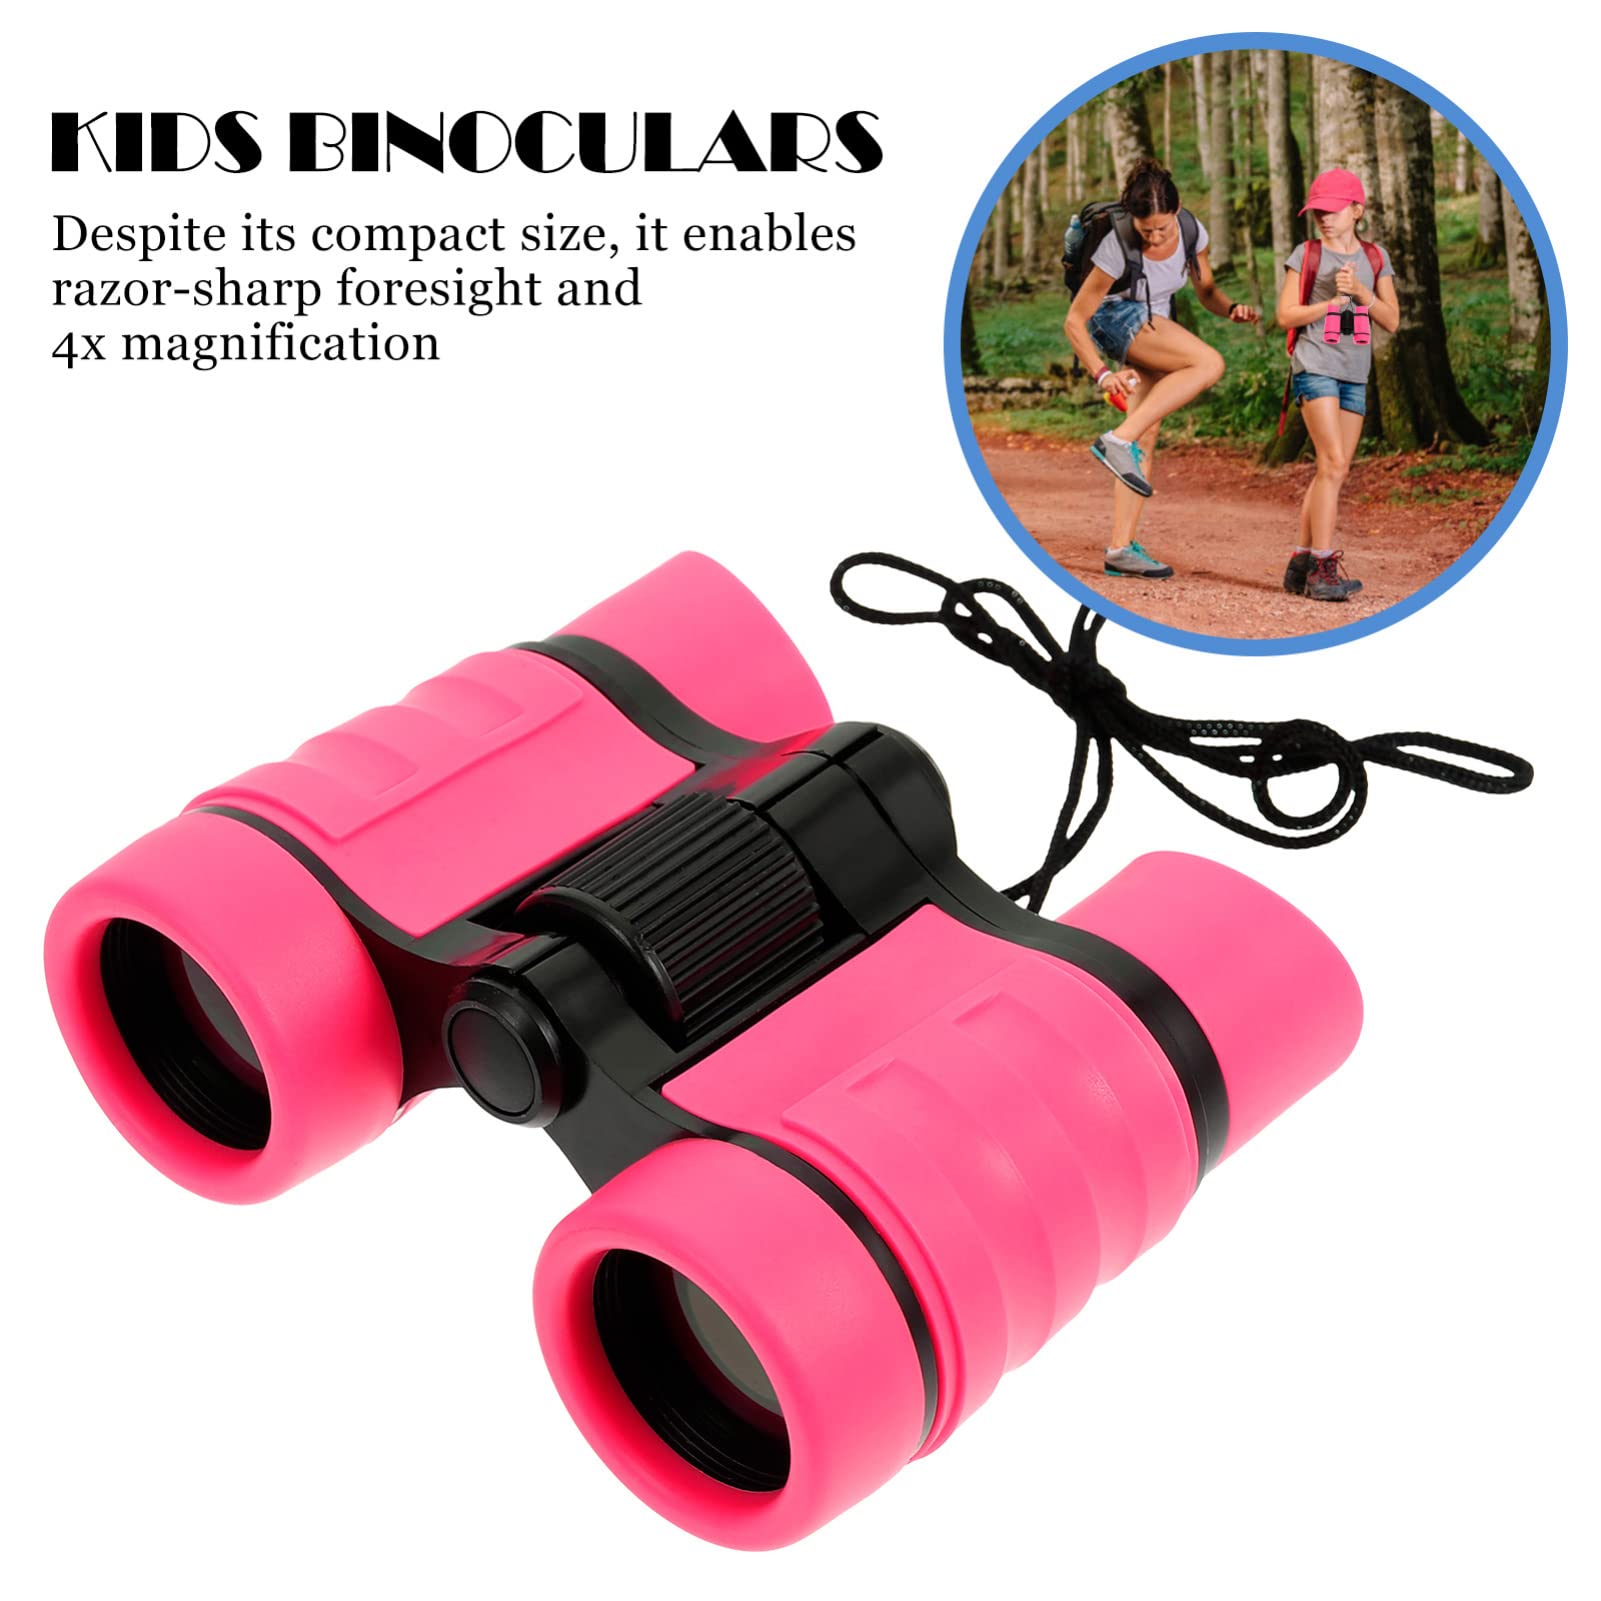 KIDS BINOCULARS
Despite its compact size, it enables
razor-sharp foresight and
4x magnification